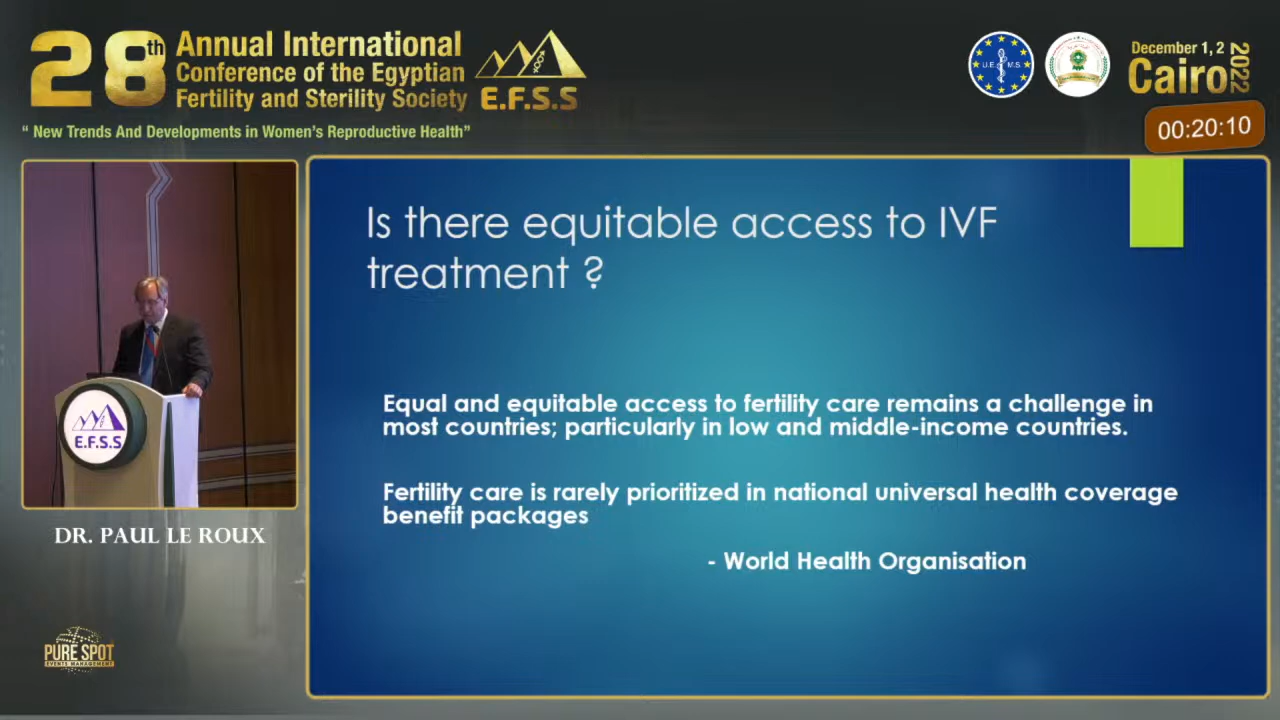 28th
Annual International
Conference of the Egyptian
Fertility and Sterility Society
E.F.S.S
“ New Trends And Developments in Women’s Reproductive Health”
U.E.M.S.
December 1, 2
Cairo
2022
00:20:10
Is there equitable access to IVF
treatment ?
Equal and equitable access to fertility care remains a challenge in
most countries; particularly in low and middle-income countries.
Fertility care is rarely prioritized in national universal health coverage
benefit packages
- World Health Organisation
E.F.S.S
DR. PAUL LE ROUX
PURE SPOT
EVENTS MANAGEMENT